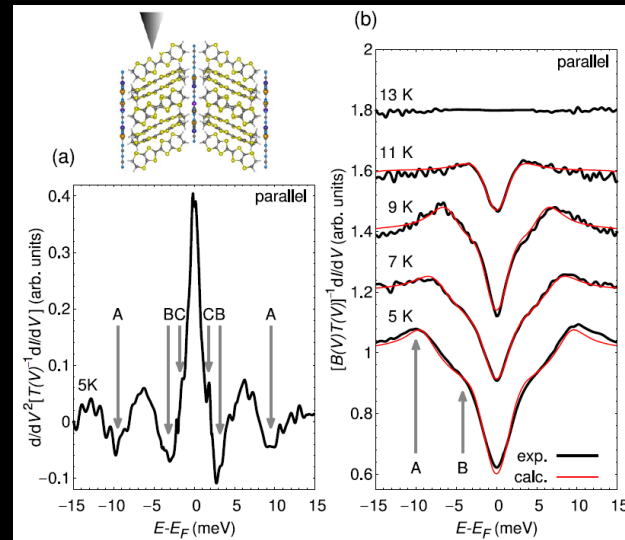 (a)
parallel
d/dV²[T(V)⁻¹dI/dV] (arb. units)
0.4
0.3
0.2
0.1
0
−0.1
A
BC
CB
A
5K
−15
−10
−5
0
5
10
15
E-E_F (meV)
(b)
parallel
[B(V)T(V)]⁻¹dI/dV (arb. units)
2
1.8
1.6
1.4
1.2
1
0.8
0.6
13 K
11 K
9 K
7 K
5 K
A
B
exp.
calc.
−15
−10
−5
0
5
10
15
E-E_F (meV)